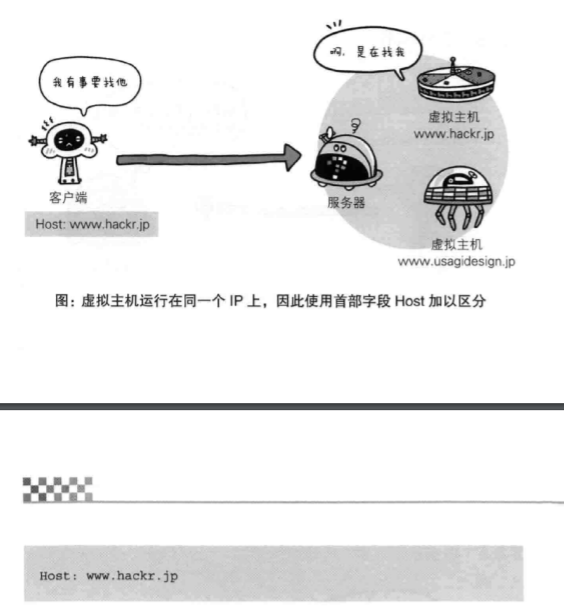 啊，是在找我
我有事要找他
虚拟主机
www.hackr.jp
客户端
服务器
Host: www.hackr.jp
虚拟主机
www.usagidesign.jp
图：虚拟主机运行在同一个 IP 上，因此使用首部字段 Host 加以区分
Host: www.hackr.jp